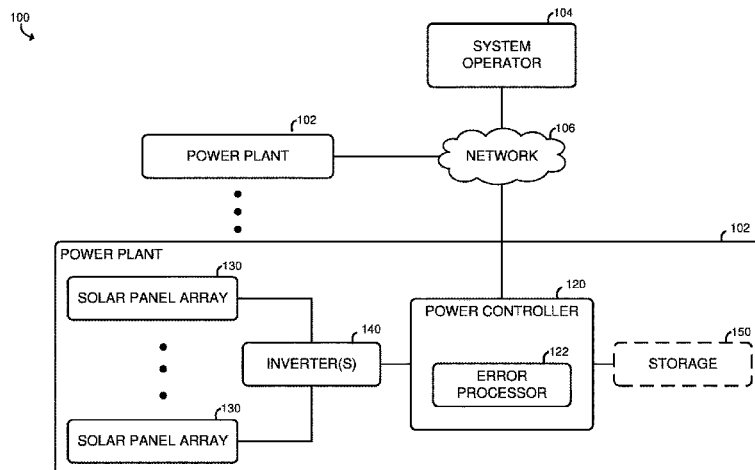 100
104
SYSTEM
OPERATOR
102
106
POWER PLANT
NETWORK
102
POWER PLANT
130
SOLAR PANEL ARRAY
120
POWER CONTROLLER
140
INVERTER(S)
150
STORAGE
122
ERROR
PROCESSOR
130
SOLAR PANEL ARRAY